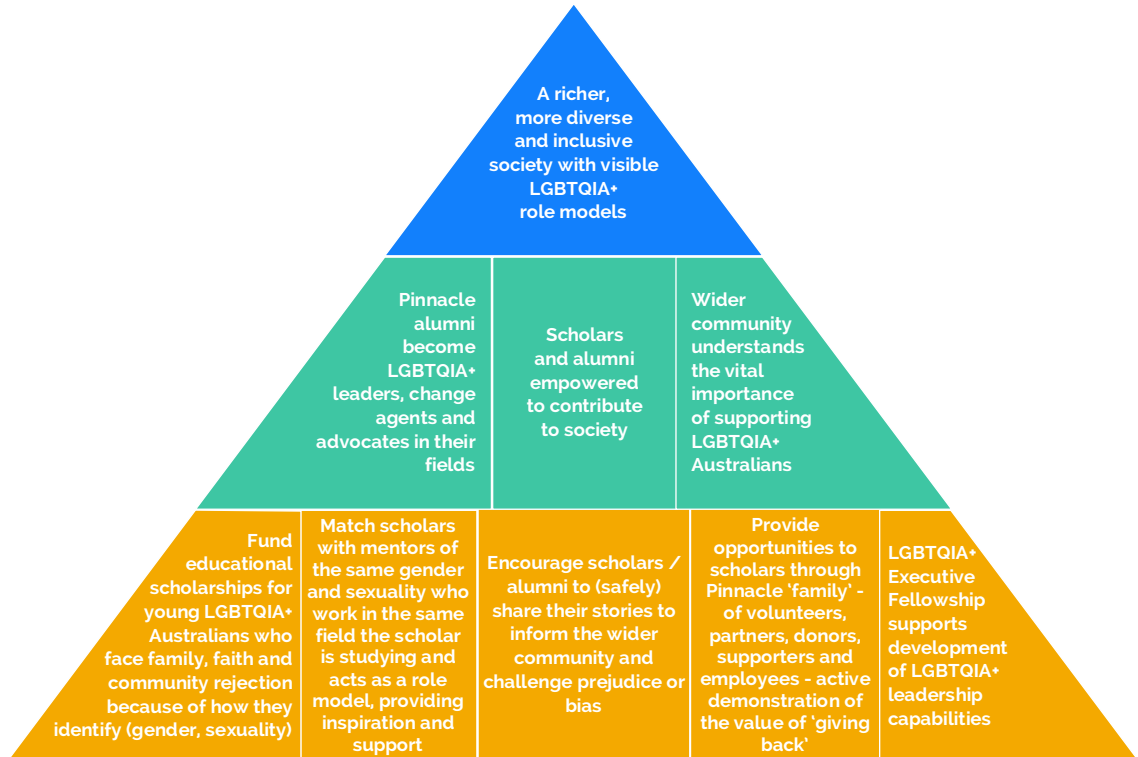 A richer,
more diverse
and inclusive
society with visible
LGBTQIA+
role models
Pinnacle
alumni
become
LGBTQIA+
leaders, change
agents and
advocates in their
fields
Scholars
and alumni
empowered
to contribute
to society
Wider
community
understands
the vital
importance
of supporting
LGBTQIA+
Australians
Fund
educational
scholarships for
young LGBTQIA+
Australians who
face family, faith and
community rejection
because of how they
identify (gender, sexuality)
Match scholars
with mentors of
the same gender
and sexuality who
work in the same
field the scholar
is studying and
acts as a role
model, providing
inspiration and
support
Encourage scholars /
alumni to (safely)
share their stories to
inform the wider
community and
challenge prejudice or
bias
Provide
opportunities to
scholars through
Pinnacle ‘family‘ -
of volunteers,
partners, donors,
supporters and
employees - active
demonstration of
the value of ‘giving
back‘
LGBTQIA+
Executive
Fellowship
supports
development
of LGBTQIA+
leadership
capabilities